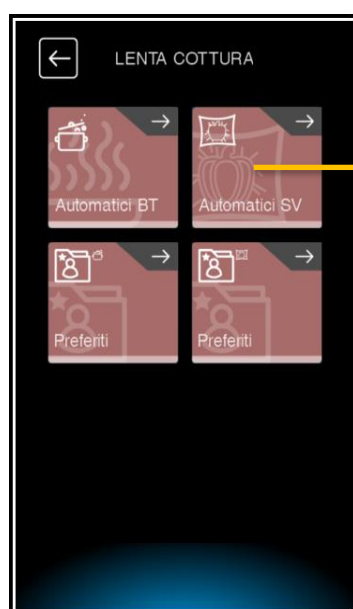 LENTA COTTURA
Automatici BT
Automatici SV
Preferiti
Preferiti